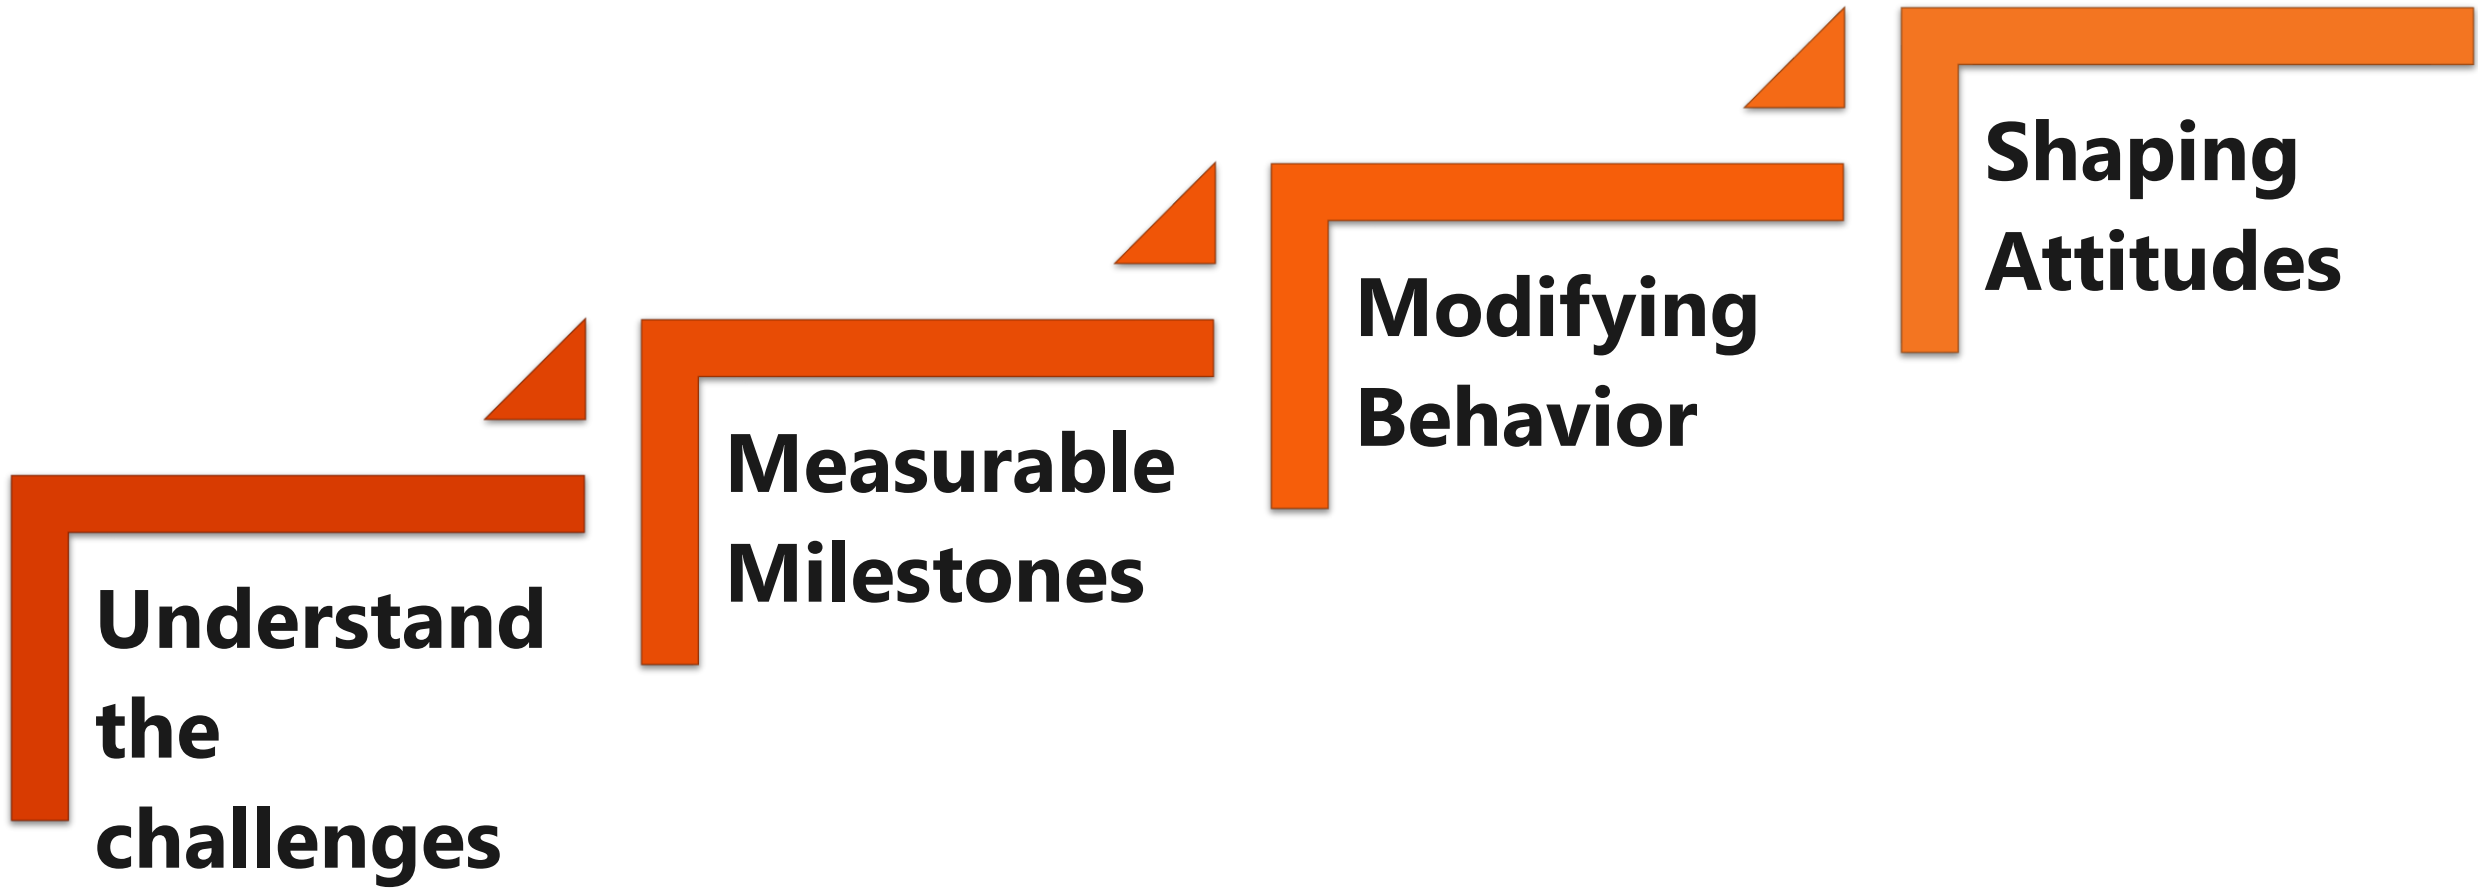 Understand
the
challenges
Measurable
Milestones
Modifying
Behavior
Shaping
Attitudes